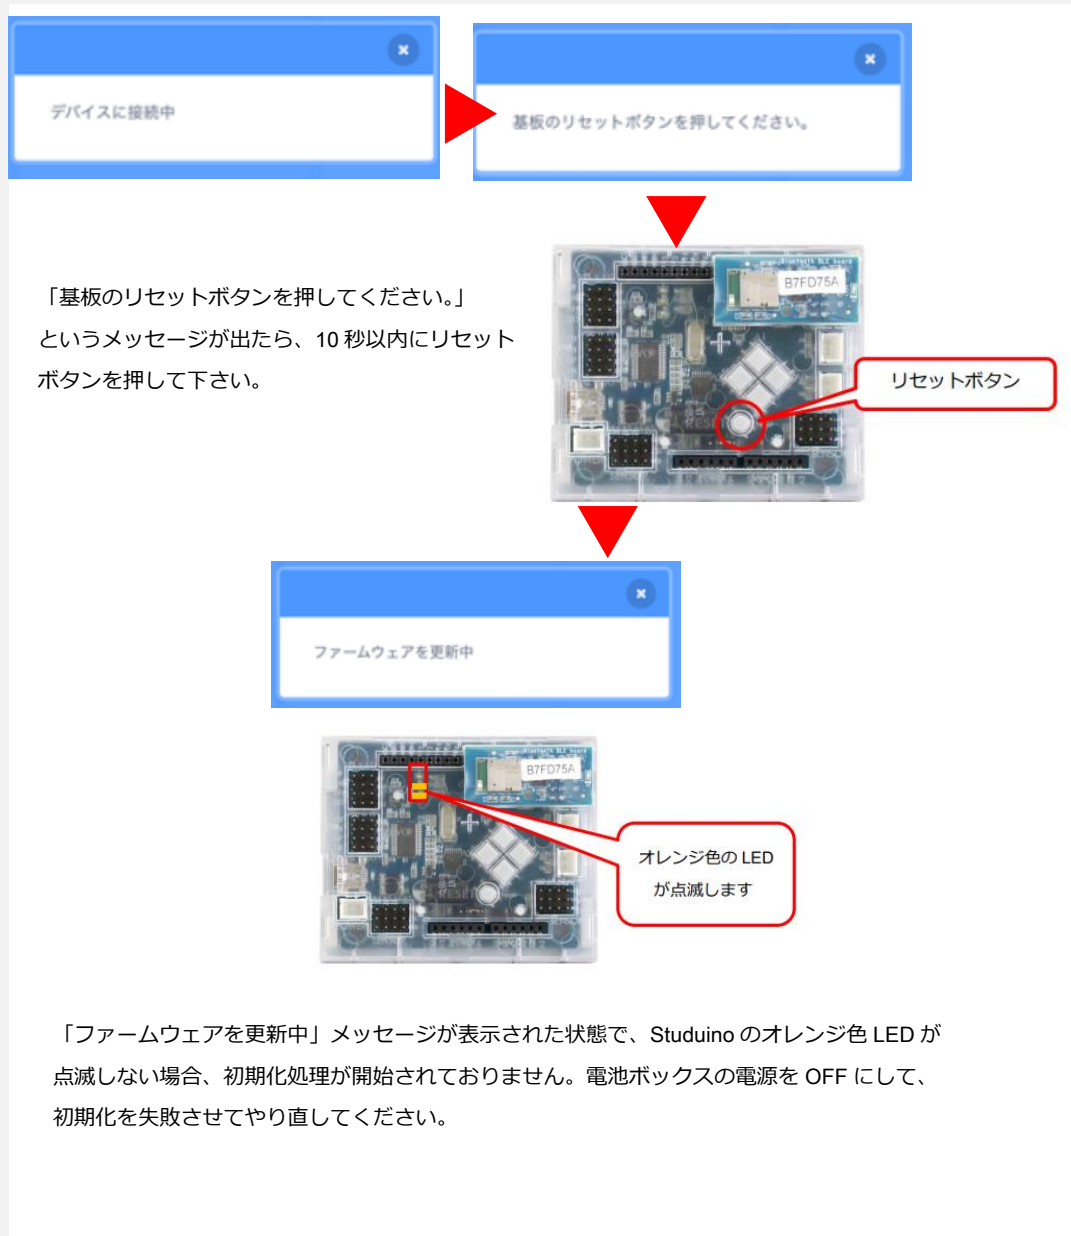 デバイスに接続中
基板のリセットボタンを押してください。
「基板のリセットボタンを押してください。」
というメッセージが出たら、10 秒以内にリセット
ボタンを押して下さい。
Bluetooth BLE board
B7FD75A
リセットボタン
RESET
ファームウェアを更新中
Bluetooth BLE board
B7FD75A
オレンジ色の LED
が点滅します
「ファームウェアを更新中」メッセージが表示された状態で、Studuino のオレンジ色 LED が
点滅しない場合、初期化処理が開始されておりません。電池ボックスの電源を OFF にして、
初期化を失敗させてやり直してください。